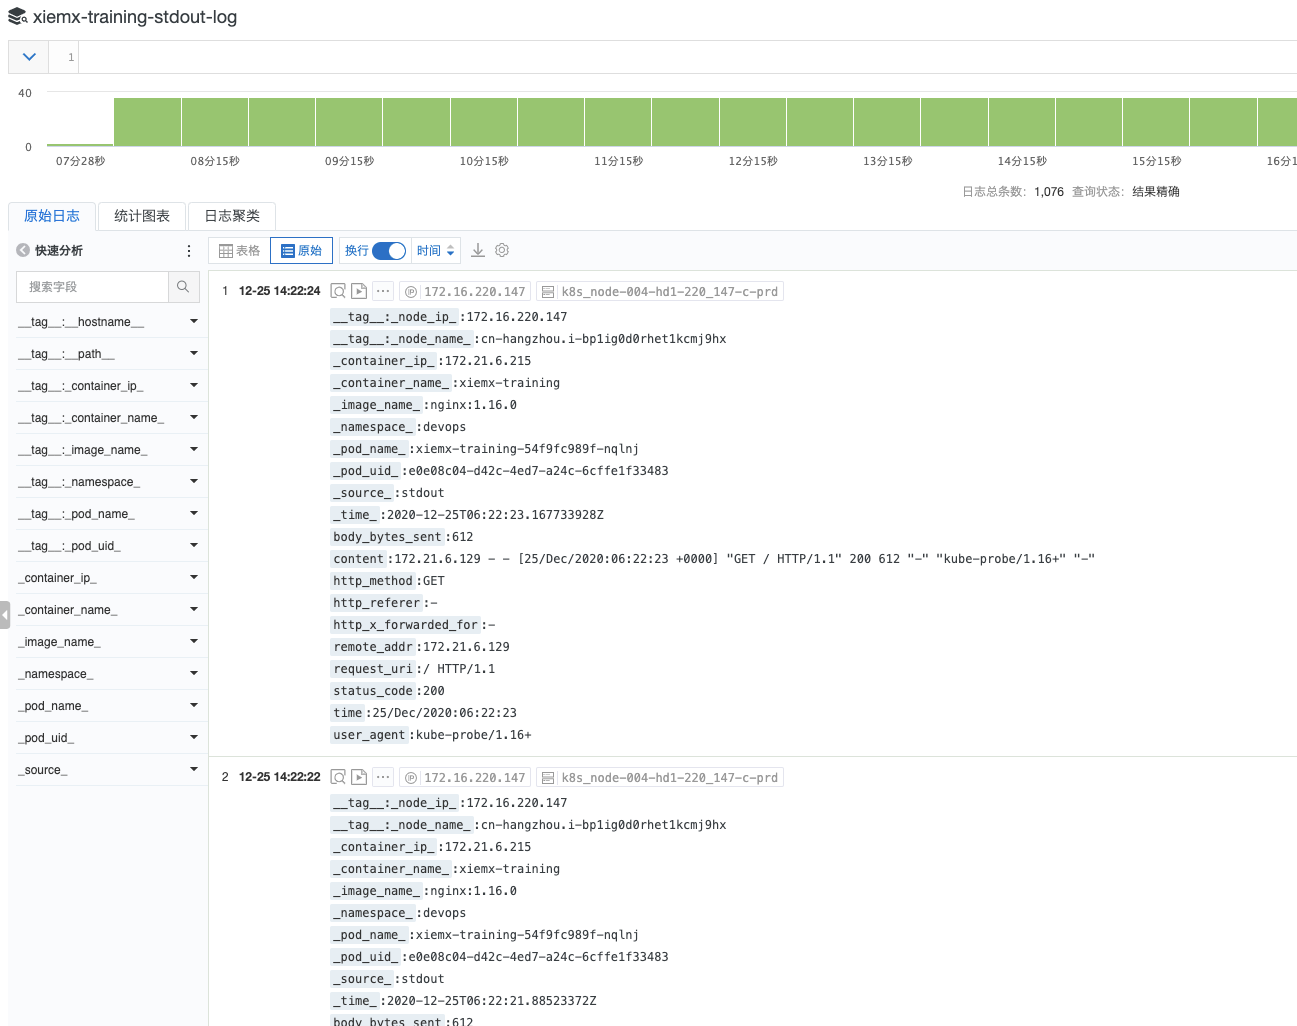 xiemx-training-stdout-log
1
40
0
07分28秒 08分15秒 09分15秒 10分15秒 11分15秒 12分15秒 13分15秒 14分15秒 15分15秒 16分1
日志总条数: 1,076 查询状态: 结果精确
原始日志 统计图表 日志聚类
快速分析
搜索字段
__tag__:__hostname__
__tag__:__path__
__tag__:_container_ip_
__tag__:_container_name_
__tag__:_image_name_
__tag__:_namespace_
__tag__:_pod_name_
__tag__:_pod_uid_
_container_ip_
_container_name_
_image_name_
_namespace_
_pod_name_
_pod_uid_
_source_
表格 原始 换行 时间
1 12-25 14:22:24 ··· IP 172.16.220.147 k8s_node-004-hd1-220_147-c-prd
__tag__:_node_ip_ :172.16.220.147
__tag__:_node_name_ :cn-hangzhou.i-bp1ig0d0rhet1kcmj9hx
_container_ip_ :172.21.6.215
_container_name_ :xiemx-training
_image_name_ :nginx:1.16.0
_namespace_ :devops
_pod_name_ :xiemx-training-54f9fc989f-nqlnj
_pod_uid_ :e0e08c04-d42c-4ed7-a24c-6cffe1f33483
_source_ :stdout
_time_ :2020-12-25T06:22:23.167733928Z
body_bytes_sent :612
content :172.21.6.129 - - [25/Dec/2020:06:22:23 +0000] "GET / HTTP/1.1" 200 612 "-" "kube-probe/1.16+" "-"
http_method :GET
http_referer :-
http_x_forwarded_for :-
remote_addr :172.21.6.129
request_uri :/ HTTP/1.1
status_code :200
time :25/Dec/2020:06:22:23
user_agent :kube-probe/1.16+
2 12-25 14:22:22 ··· IP 172.16.220.147 k8s_node-004-hd1-220_147-c-prd
__tag__:_node_ip_ :172.16.220.147
__tag__:_node_name_ :cn-hangzhou.i-bp1ig0d0rhet1kcmj9hx
_container_ip_ :172.21.6.215
_container_name_ :xiemx-training
_image_name_ :nginx:1.16.0
_namespace_ :devops
_pod_name_ :xiemx-training-54f9fc989f-nqlnj
_pod_uid_ :e0e08c04-d42c-4ed7-a24c-6cffe1f33483
_source_ :stdout
_time_ :2020-12-25T06:22:21.88523372Z
body_bytes_sent :612